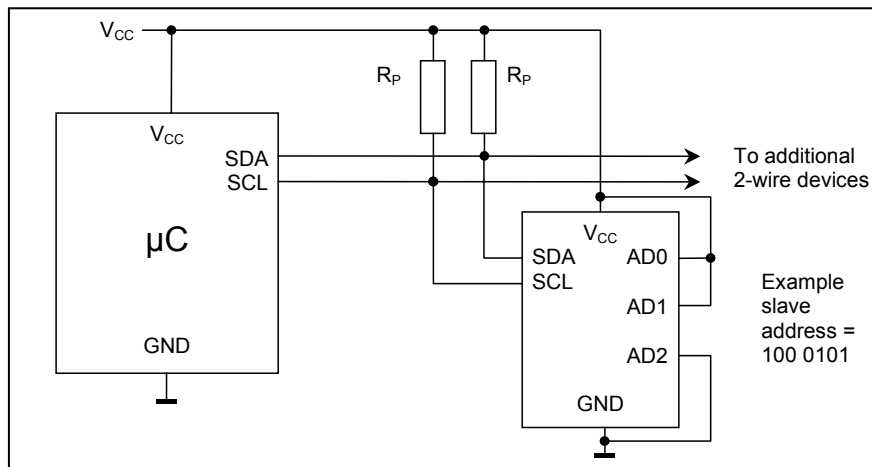 VCC
RP
RP
VCC
SDA
SCL
µC
GND
To additional
2-wire devices
VCC
SDA
SCL
AD0
AD1
AD2
GND
Example
slave
address =
100 0101